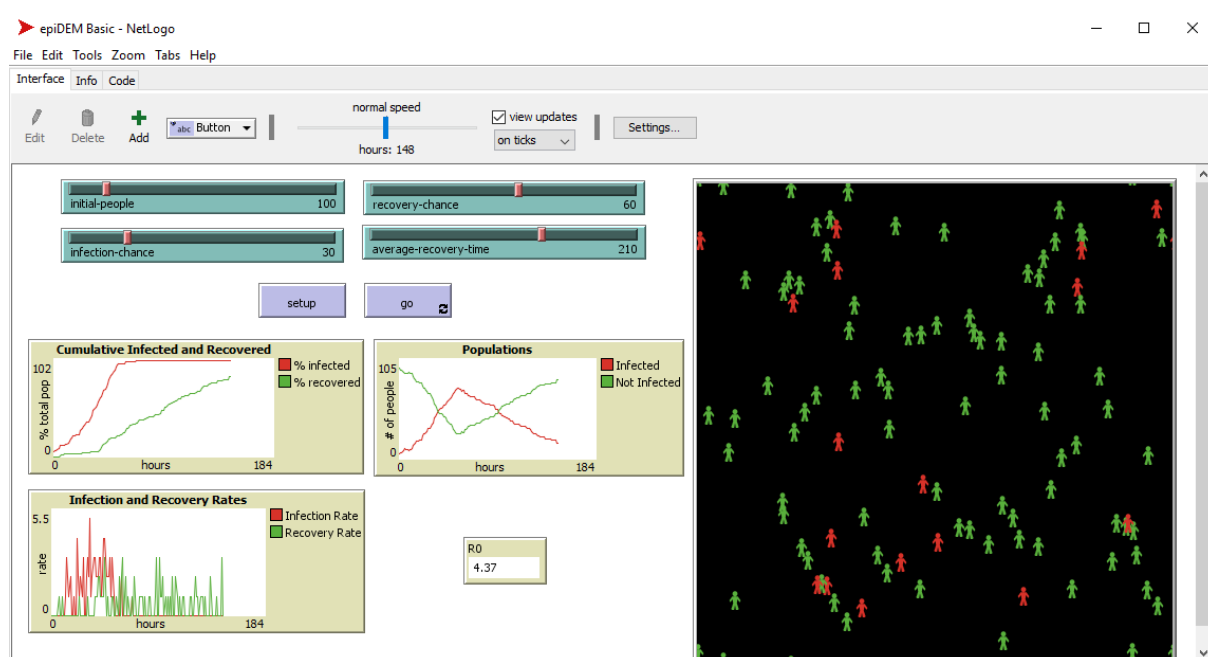 epiDEM Basic - NetLogo
File Edit Tools Zoom Tabs Help
Interface Info Code
Edit Delete Add abc Button normal speed view updates Settings...
hours: 148 on ticks
initial-people 100
recovery-chance 60
infection-chance 30
average-recovery-time 210
setup go
Cumulative Infected and Recovered
102
% total pop
0
0 hours 184
% infected
% recovered
Populations
105
# of people
0
0 hours 184
Infected
Not Infected
Infection and Recovery Rates
5.5
rate
0
0 hours 184
Infection Rate
Recovery Rate
R0
4.37